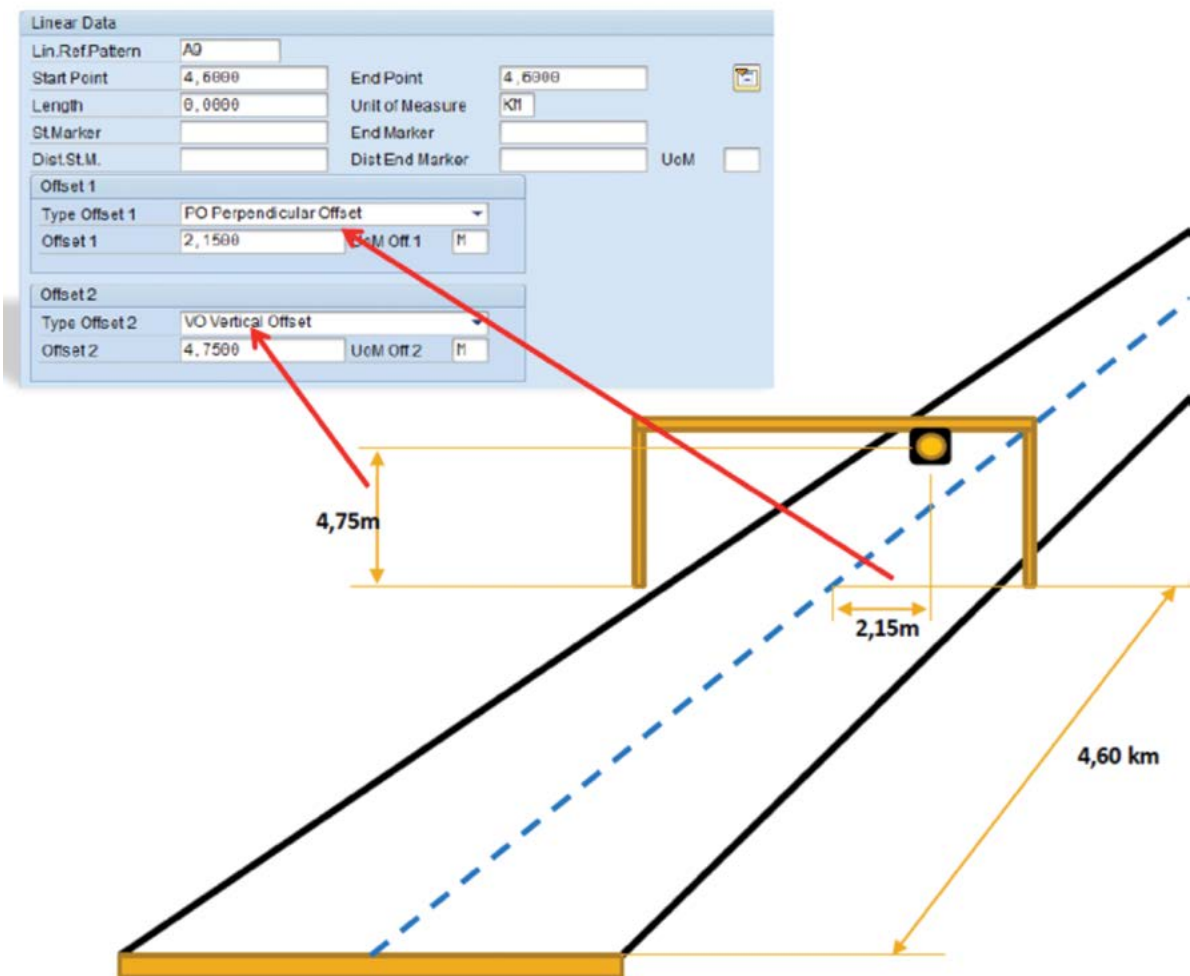 Linear Data
Lin.Ref.Pattern A9
Start Point 4,6000 End Point 4,6000
Length 0,0000 Unit of Measure KM
St.Marker End Marker
Dist.St.M. Dist End Marker UoM
Offset 1
Type Offset 1 PO Perpendicular Offset
Offset 1 2,1500 UoM Off.1 M
Offset 2
Type Offset 2 VO Vertical Offset
Offset 2 4,7500 UoM Off.2 M
4,75m
2,15m
4,60 km